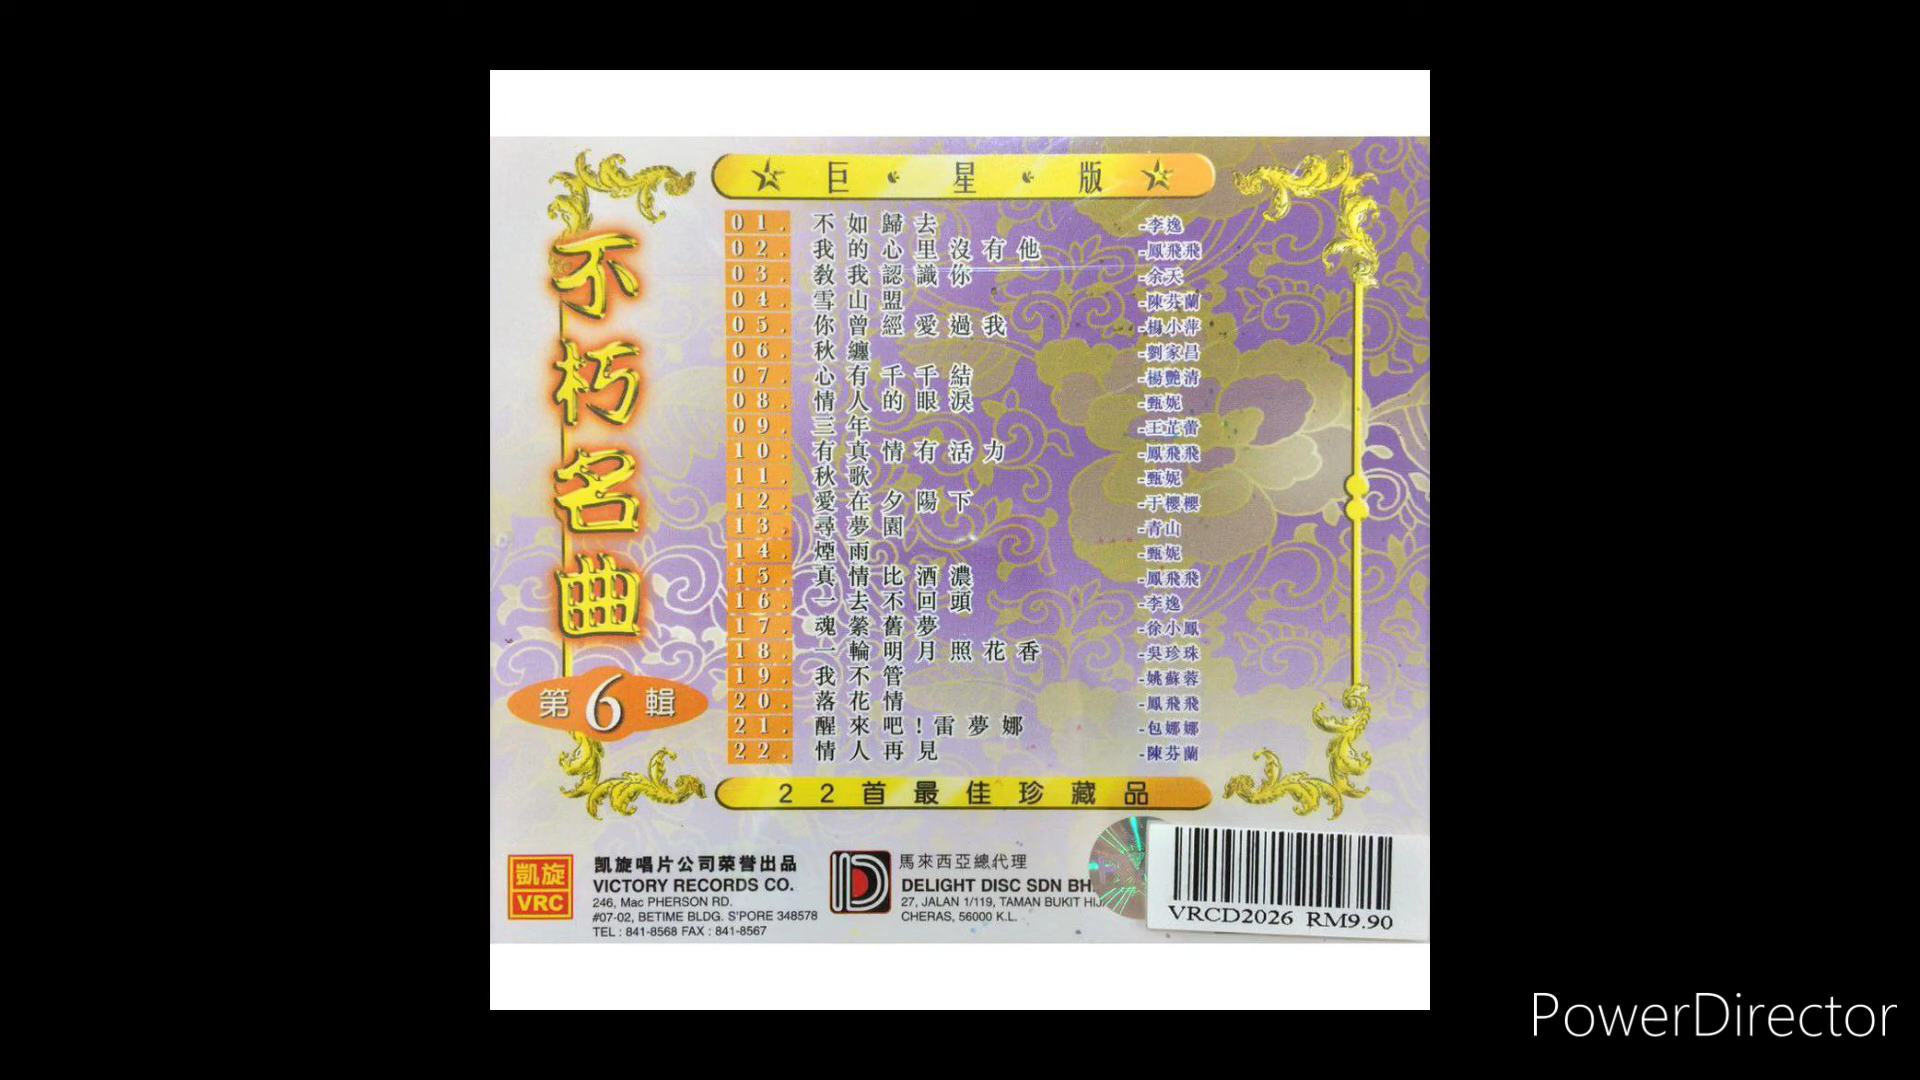 巨·星·版
不朽名曲
第6輯
01. 不如歸去 -李逸
02. 我的心里沒有他 -鳳飛飛
03. 教我認識你 -余天
04. 雪山盟 -陳芬蘭
05. 你曾經愛過我 -楊小萍
06. 秋纏 -劉家昌
07. 心有千千結 -楊艷清
08. 情人的眼淚 -甄妮
09. 三年 -王芷蕾
10. 有真情有活力 -鳳飛飛
11. 秋歌 -甄妮
12. 愛在夕陽下 -于櫻櫻
13. 尋夢園 -青山
14. 煙雨 -甄妮
15. 真情比酒濃 -鳳飛飛
16. 一去不回頭 -李逸
17. 魂縈舊夢 -徐小鳳
18. 一輪明月照花香 -吳珍珠
19. 我不管 -姚蘇蓉
20. 落花情 -鳳飛飛
21. 醒來吧!雷夢娜 -包娜娜
22. 情人再見 -陳芬蘭
22首最佳珍藏品
凱旋
VRC
凱旋唱片公司荣誉出品
VICTORY RECORDS CO.
246, Mac PHERSON RD.
#07-02, BETIME BLDG. S'PORE 348578
TEL : 841-8568 FAX : 841-8567
馬來西亞總代理
DELIGHT DISC SDN
27, JALAN 1/119, TAMAN BUKIT
CHERAS, 56000 K.L.
VRCD2026 RM9.90
PowerDirector